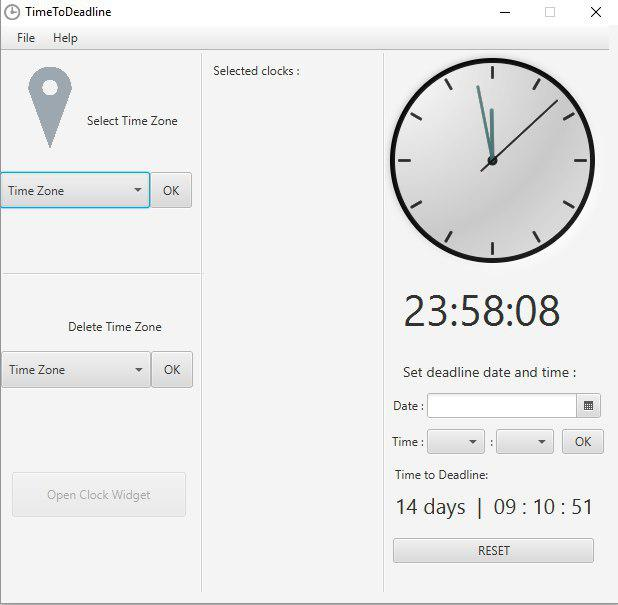 TimeToDeadline
File Help
Select Time Zone
Time Zone OK
Delete Time Zone
Time Zone OK
Open Clock Widget
Selected clocks :
23:58:08
Set deadline date and time :
Date :
Time : : OK
Time to Deadline:
14 days | 09 : 10 : 51
RESET